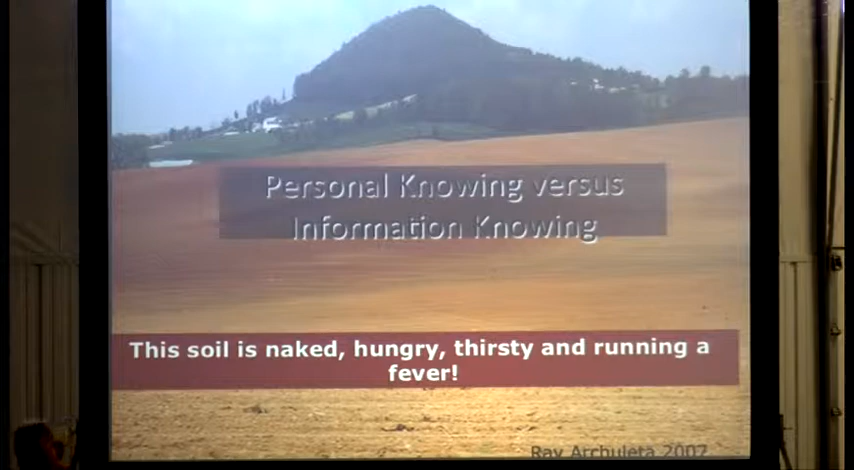 Personal Knowing versus
Information Knowing
This soil is naked, hungry, thirsty and running a
fever!
Ray Archuleta 2007